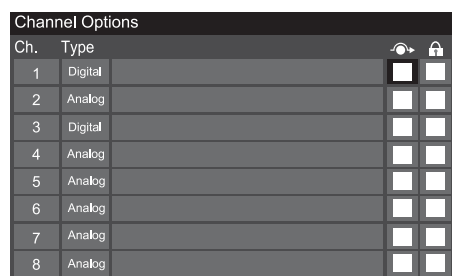 Channel Options
Ch. Type
1 Digital
2 Analog
3 Digital
4 Analog
5 Analog
6 Analog
7 Analog
8 Analog